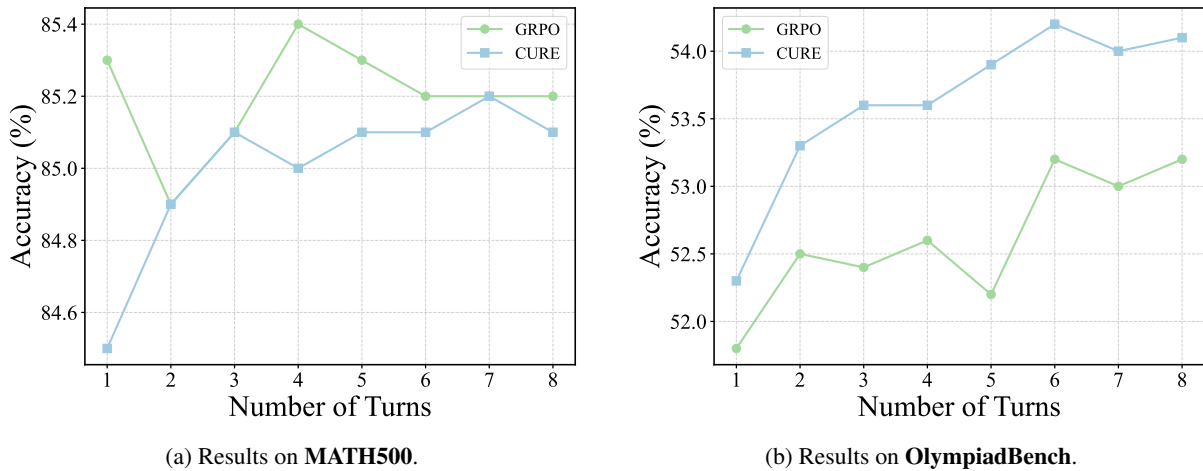 85.4
85.2
85.0
84.8
84.6
Accuracy (%)
GRPO
CURE
1 2 3 4 5 6 7 8
Number of Turns
(a) Results on MATH500.
54.0
53.5
53.0
52.5
52.0
Accuracy (%)
GRPO
CURE
1 2 3 4 5 6 7 8
Number of Turns
(b) Results on OlympiadBench.